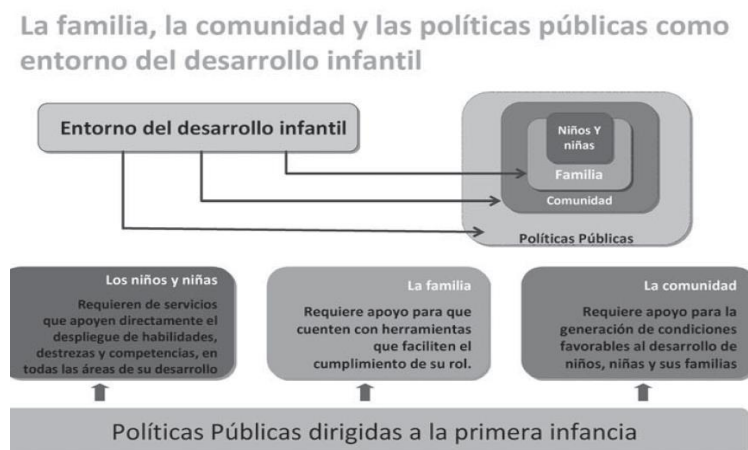 La familia, la comunidad y las políticas públicas como
entorno del desarrollo infantil
Entorno del desarrollo infantil
Niños Y
niñas
Familia
Comunidad
Políticas Públicas
Los niños y niñas
Requieren de servicios
que apoyen directamente el
despliegue de habilidades,
destrezas y competencias, en
todas las áreas de su desarrollo
La familia
Requiere apoyo para que
cuenten con herramientas
que faciliten el
cumplimiento de su rol.
La comunidad
Requiere apoyo para la
generación de condiciones
favorables al desarrollo de
niños, niñas y sus familias
Políticas Públicas dirigidas a la primera infancia